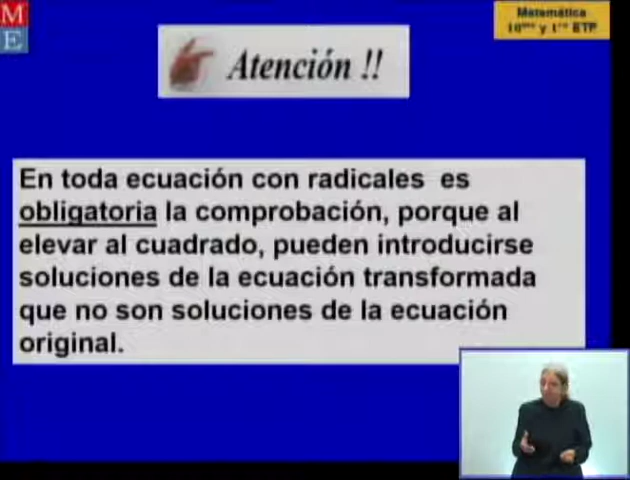 M
E
Matemática
10mo y 1ro ETP
Atención !!
En toda ecuación con radicales es
obligatoria la comprobación, porque al
elevar al cuadrado, pueden introducirse
soluciones de la ecuación transformada
que no son soluciones de la ecuación
original.